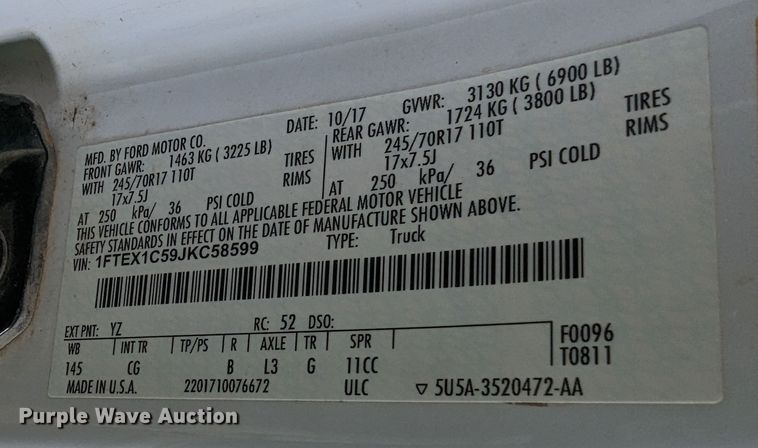 MFD. BY FORD MOTOR CO. DATE: 10/17 GVWR: 3130 KG ( 6900 LB)
FRONT GAWR: 1463 KG ( 3225 LB) REAR GAWR: 1724 KG ( 3800 LB)
WITH 245/70R17 110T TIRES WITH 245/70R17 110T TIRES
17x7.5J RIMS 17x7.5J RIMS
AT 250 kPa/ 36 PSI COLD AT 250 kPa/ 36 PSI COLD
THIS VEHICLE CONFORMS TO ALL APPLICABLE FEDERAL MOTOR VEHICLE
SAFETY STANDARDS IN EFFECT ON THE DATE OF MANUFACTURE SHOWN ABOVE.
VIN: 1FTEX1C59JKC58599 TYPE: Truck
EXT PNT: YZ RC: 52 DSO: F0096
WB INT TR TP/PS R AXLE TR SPR T0811
145 CG B L3 G 11CC
MADE IN U.S.A. 2201710076672 ULC ▽ 5U5A-3520472-AA
Purple Wave Auction